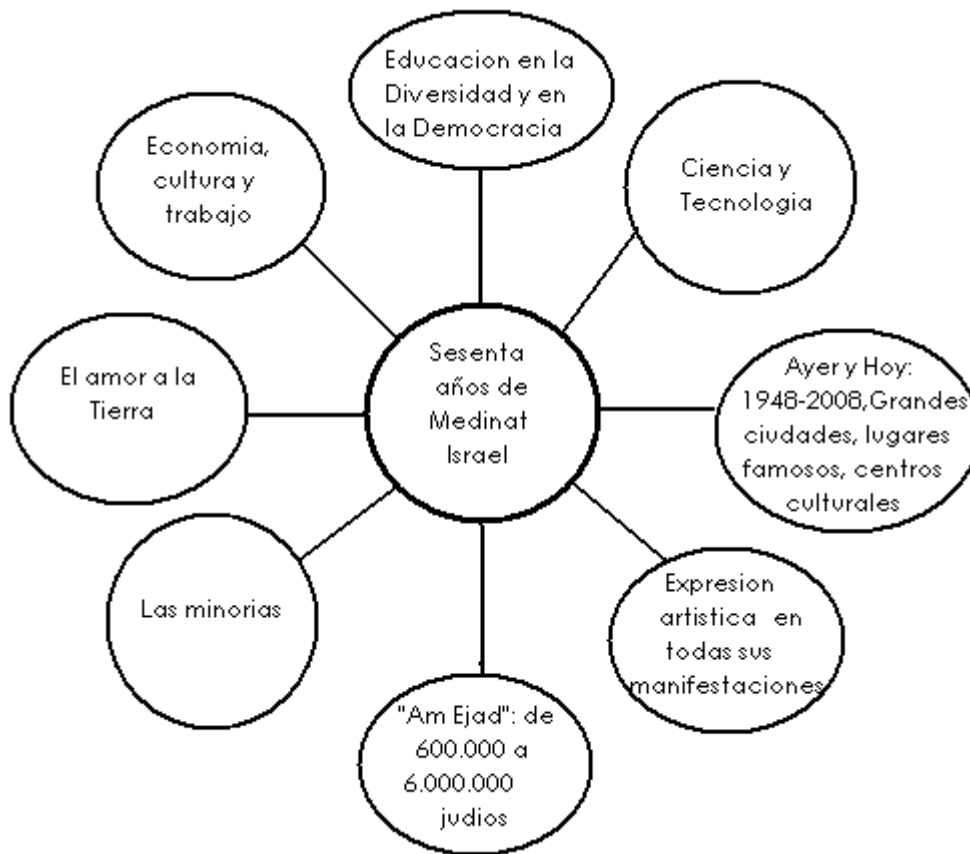 Educacion en la
Diversidad y en
la Democracia
Economia,
cultura y
trabajo
Ciencia y
Tecnologia
Sesenta
años de
Medinat
Israel
El amor a la
Tierra
Ayer y Hoy:
1948-2008,Grandes
ciudades, lugares
famosos, centros
culturales
Las minorias
Expresion
artistica en
todas sus
manifestaciones
"Am Ejad": de
600.000 a
6.000.000
judios